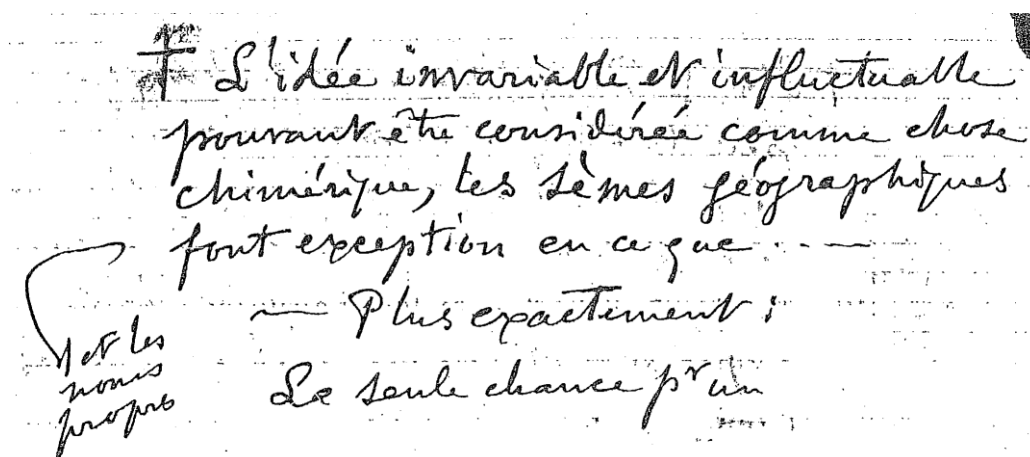 L'idée invariable et influctuable
pouvant être considérée comme chose
chimérique, les sèmes géographiques
font exception en ce que . . —
— Plus exactement :
La seule chance pr un
et les
noms
propres